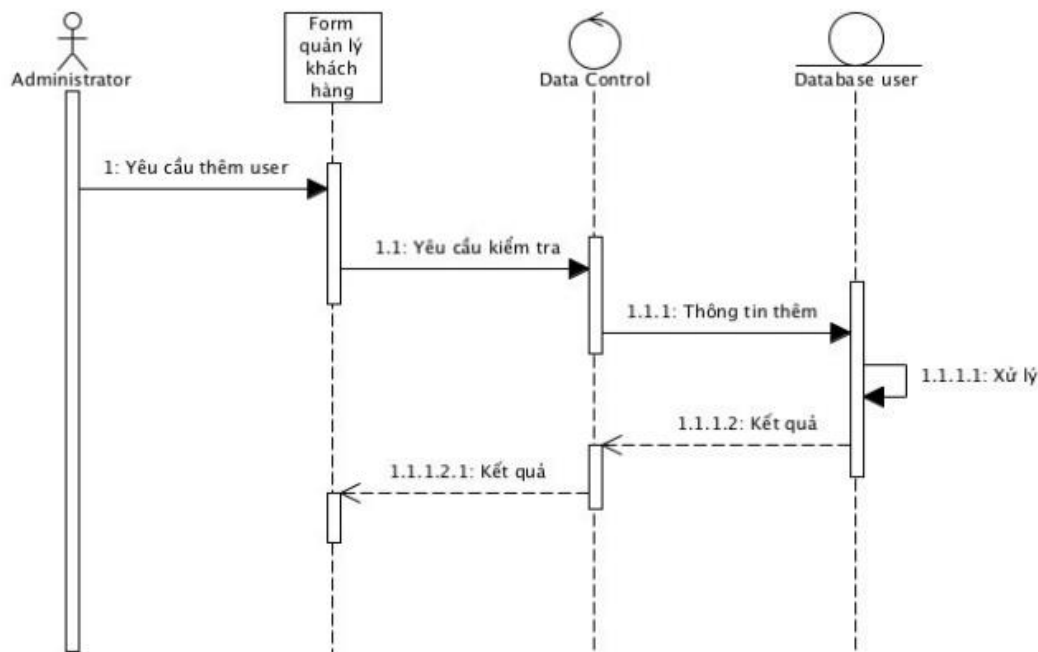 Form
quản lý
khách
hàng
Administrator
Data Control
Database user
1: Yêu cầu thêm user
1.1: Yêu cầu kiểm tra
1.1.1: Thông tin thêm
1.1.1.1: Xử lý
1.1.1.2: Kết quả
1.1.1.2.1: Kết quả